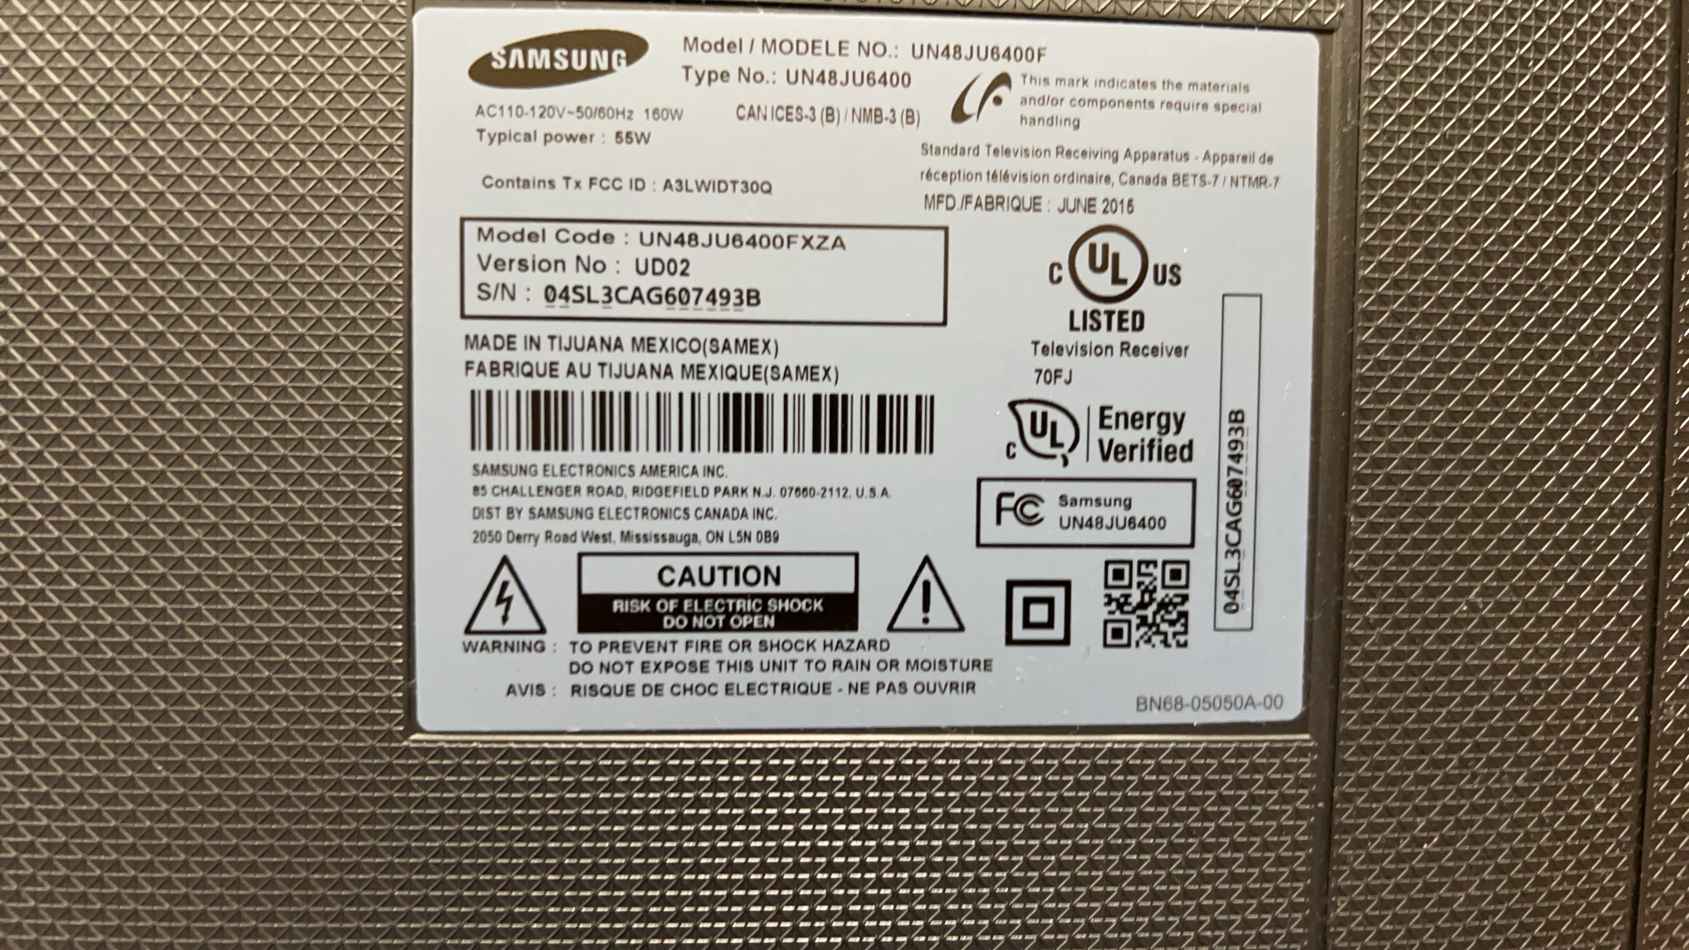 SAMSUNG
Model / MODELE NO.: UN48JU6400F
Type No.: UN48JU6400
AC110-120V~50/60Hz 160W
CAN ICES-3 (B) / NMB-3 (B)
Typical power : 55W
This mark indicates the materials
and/or components require special
handling
Contains Tx FCC ID : A3LWIDT30Q
Standard Television Receiving Apparatus - Appareil de
réception télévision ordinaire, Canada BETS-7 / NTMR-7
MFD./FABRIQUE : JUNE 2015
Model Code : UN48JU6400FXZA
Version No : UD02
S/N : 04SL3CAG607493B
C UL US
LISTED
Television Receiver
70FJ
MADE IN TIJUANA MEXICO(SAMEX)
FABRIQUE AU TIJUANA MEXIQUE(SAMEX)
C UL Energy
Verified
SAMSUNG ELECTRONICS AMERICA INC.
85 CHALLENGER ROAD, RIDGEFIELD PARK N.J. 07660-2112, U.S.A.
DIST BY SAMSUNG ELECTRONICS CANADA INC.
2050 Derry Road West, Mississauga, ON L5N 0B9
FC Samsung
UN48JU6400
04SL3CAG607493B
CAUTION
RISK OF ELECTRIC SHOCK
DO NOT OPEN
WARNING : TO PREVENT FIRE OR SHOCK HAZARD
DO NOT EXPOSE THIS UNIT TO RAIN OR MOISTURE
AVIS : RISQUE DE CHOC ELECTRIQUE - NE PAS OUVRIR
BN68-05050A-00